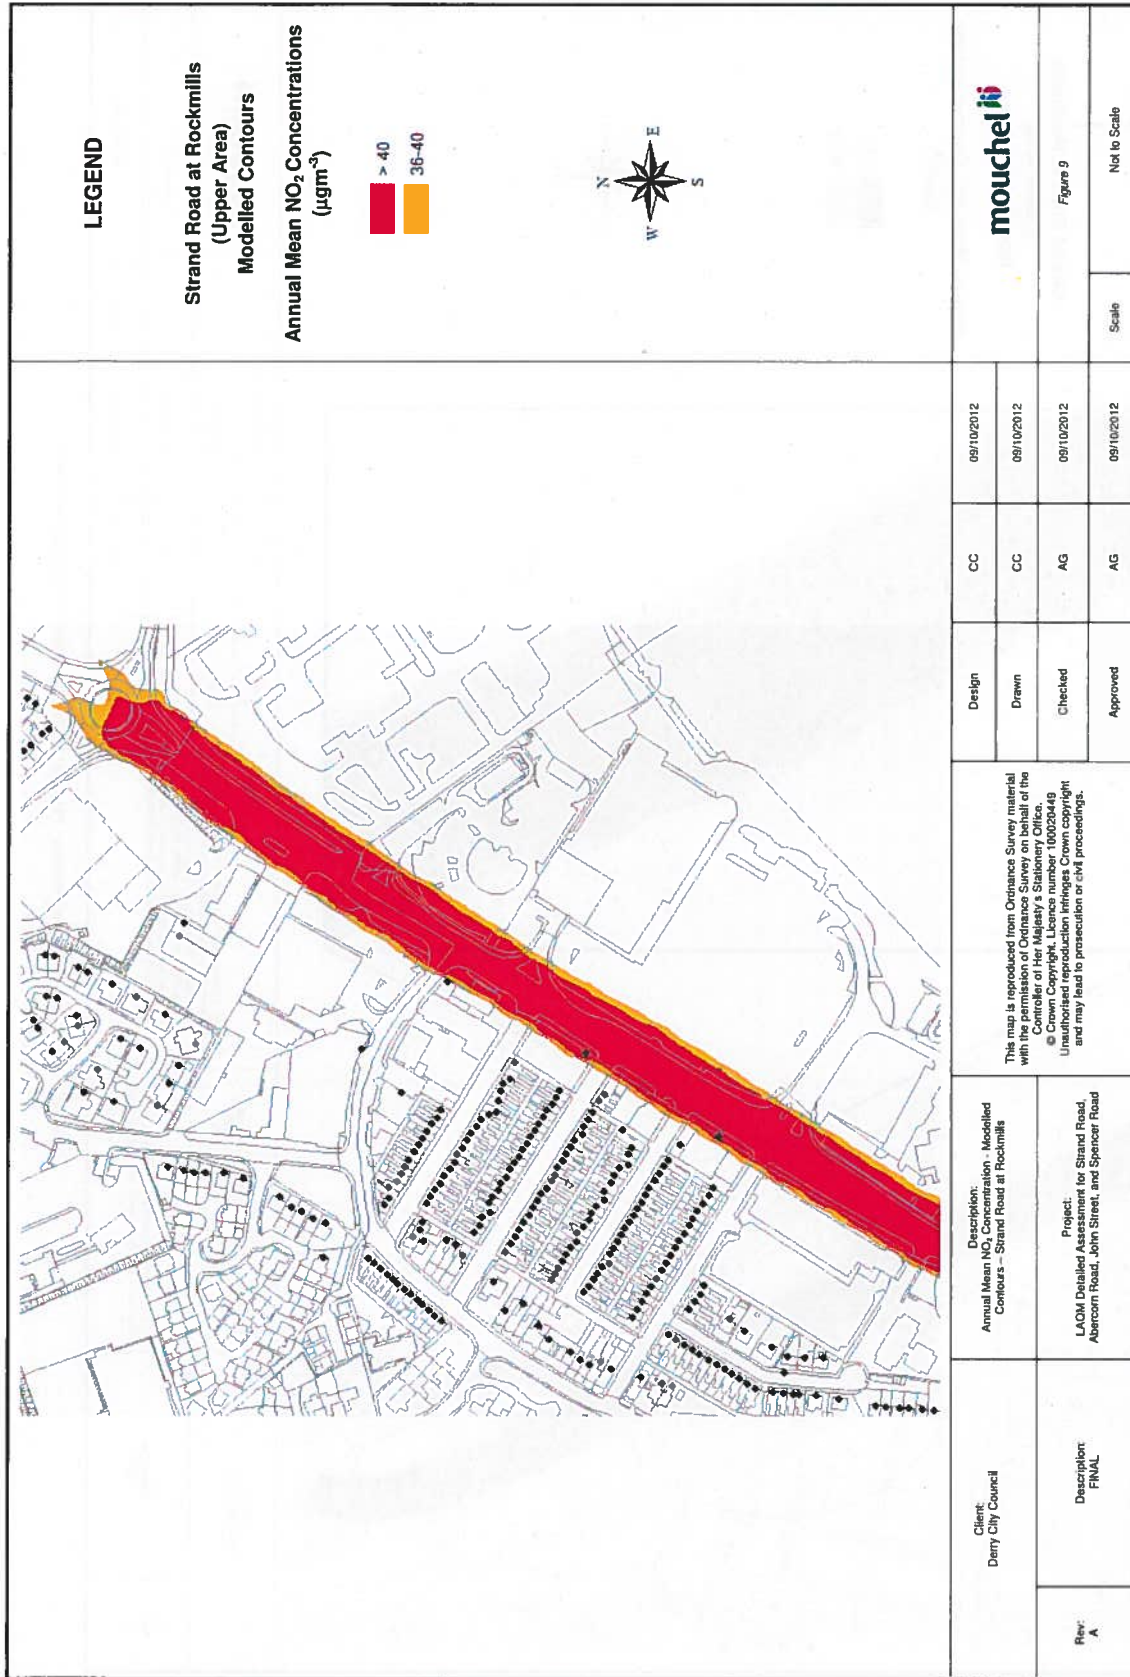 LEGEND
Strand Road at Rockmills
(Upper Area)
Modelled Contours
Annual Mean NO₂ Concentrations
(µgm⁻³)
> 40
36-40
N
W
E
S
Client:
Derry City Council
Description:
Annual Mean NO₂ Concentration - Modelled
Contours – Strand Road at Rockmills
This map is reproduced from Ordnance Survey material
with the permission of Ordnance Survey on behalf of the
Controller of Her Majesty's Stationery Office.
© Crown Copyright. Licence number 100020449
Unauthorised reproduction infringes Crown copyright
and may lead to prosecution or civil proceedings.
Design
CC
09/10/2012
Drawn
CC
09/10/2012
mouchel
Rev:
A
Description:
FINAL
Project:
LAQM Detailed Assessment for Strand Road,
Abercorn Road, John Street, and Spencer Road
Checked
AG
09/10/2012
Figure 9
Approved
AG
09/10/2012
Scale
Not to Scale